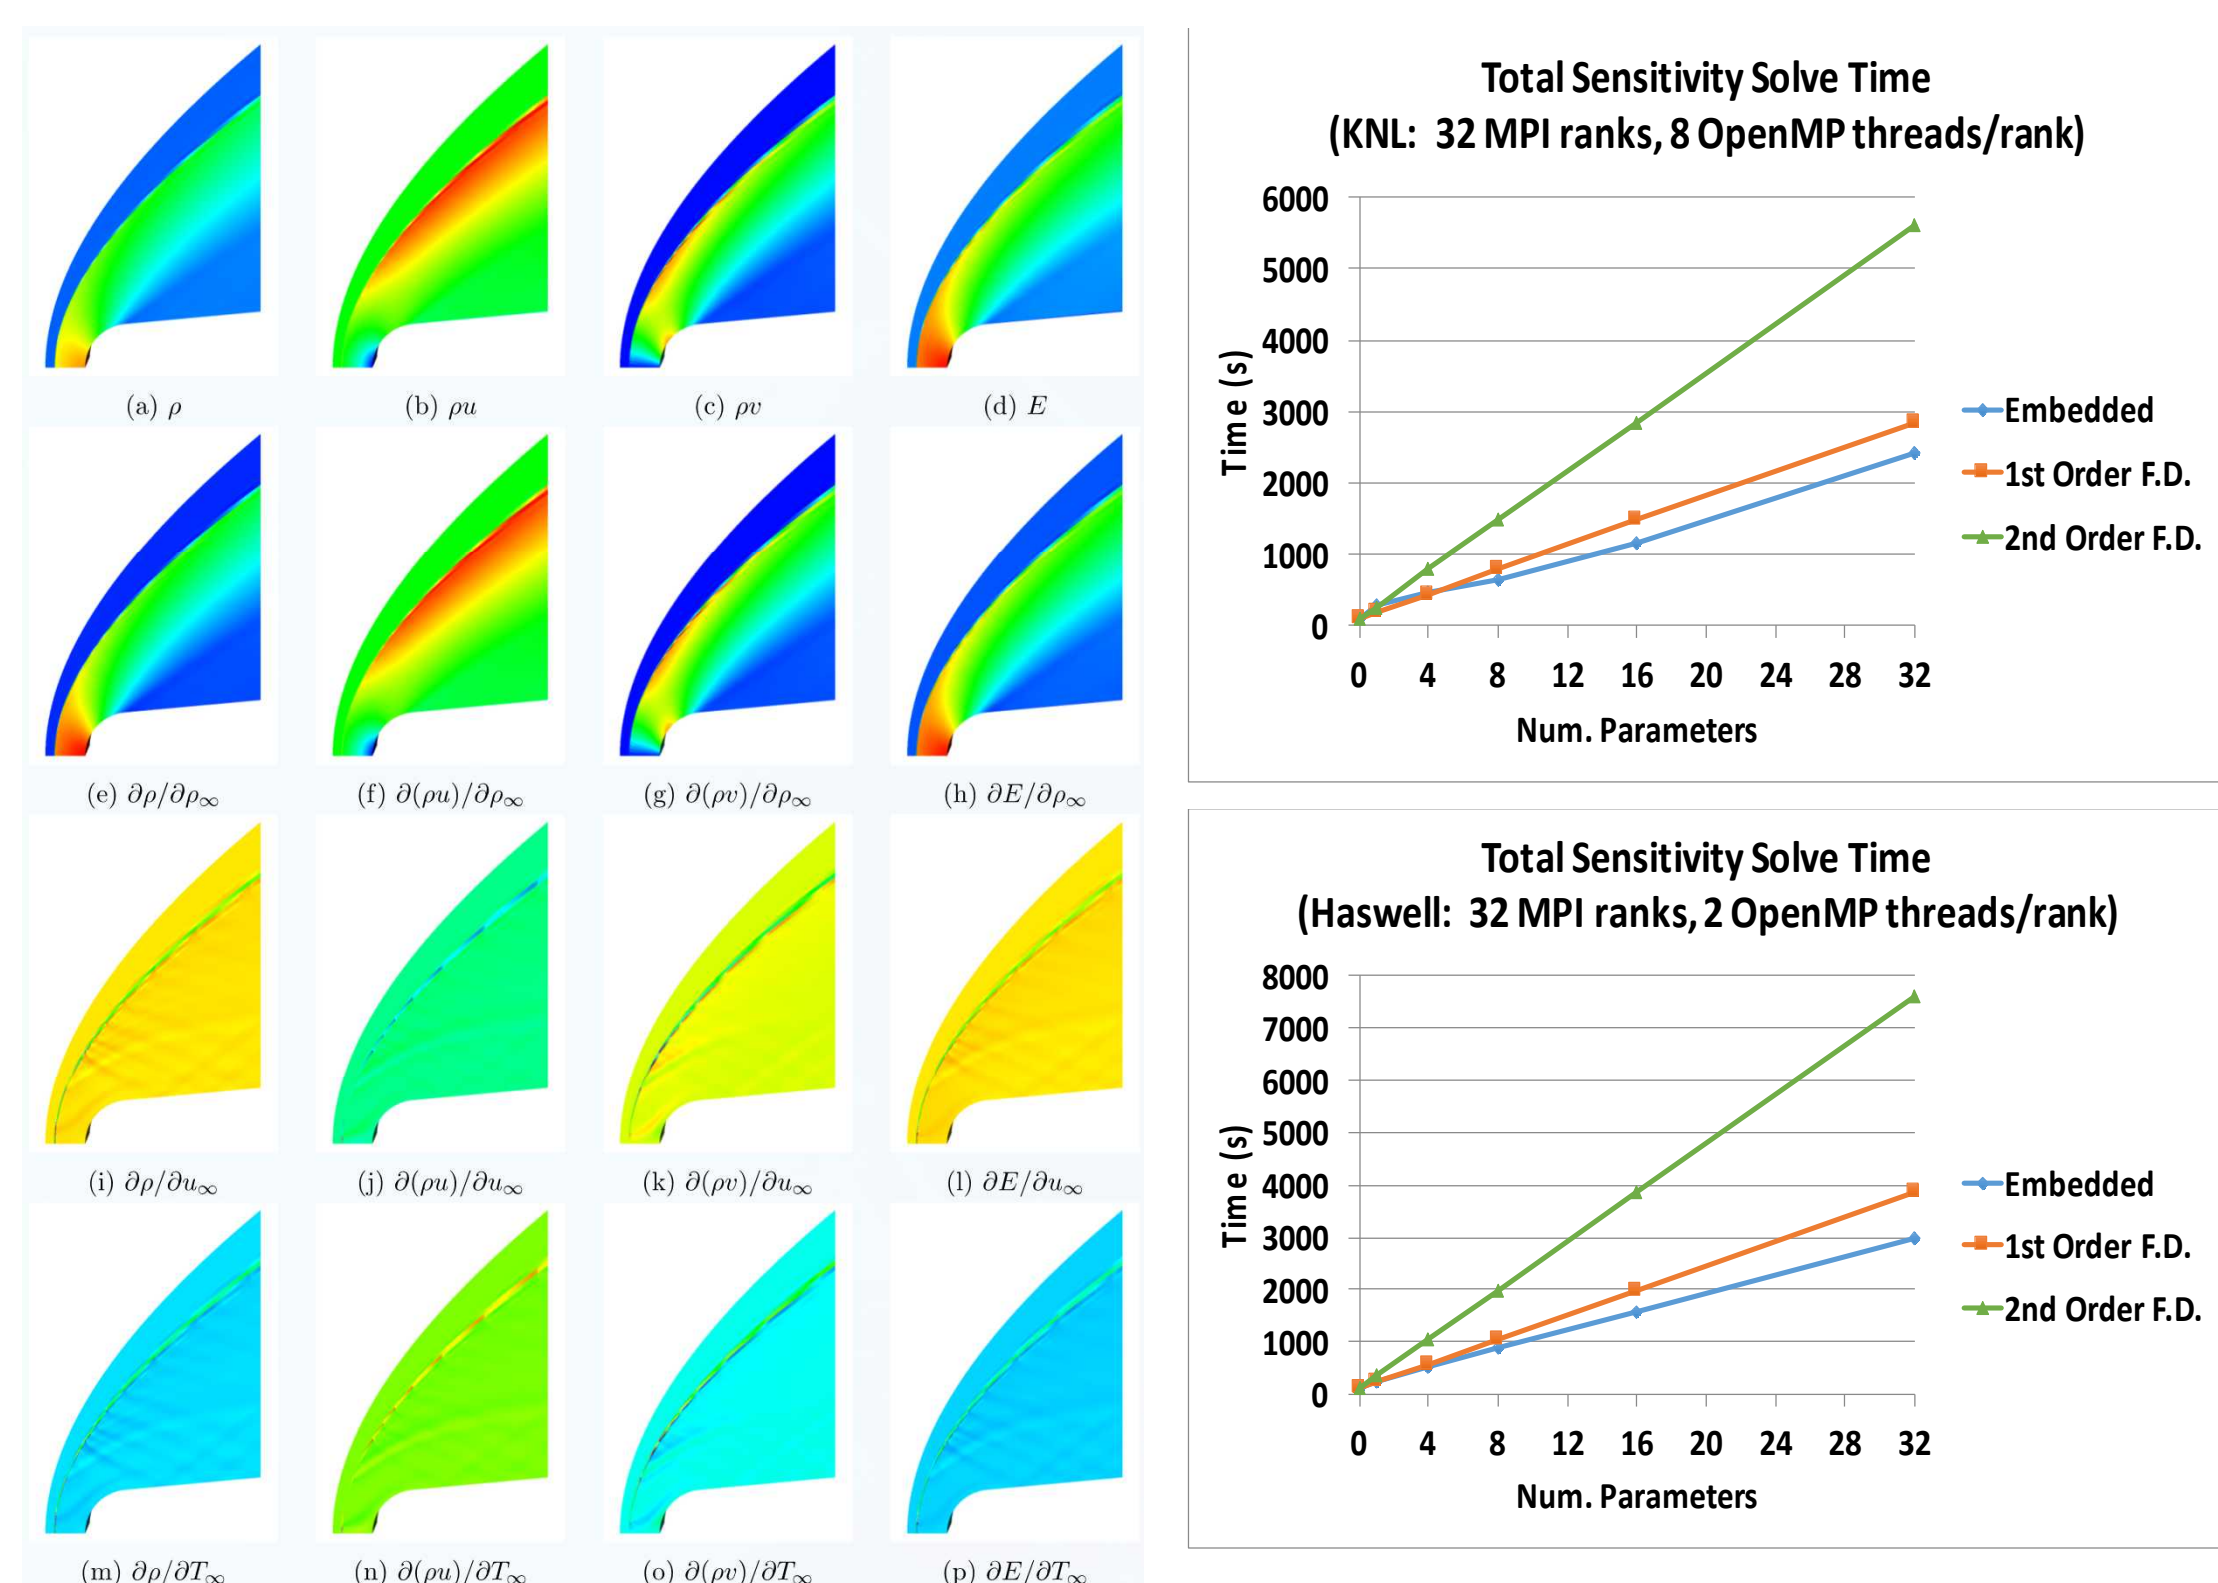 (a) ρ
(b) ρu
(c) ρv
(d) E
(e) ∂ρ/∂ρ∞
(f) ∂(ρu)/∂ρ∞
(g) ∂(ρv)/∂ρ∞
(h) ∂E/∂ρ∞
(i) ∂ρ/∂u∞
(j) ∂(ρu)/∂u∞
(k) ∂(ρv)/∂u∞
(l) ∂E/∂u∞
(m) ∂ρ/∂T∞
(n) ∂(ρu)/∂T∞
(o) ∂(ρv)/∂T∞
(p) ∂E/∂T∞
Total Sensitivity Solve Time
(KNL: 32 MPI ranks, 8 OpenMP threads/rank)
6000
5000
4000
3000
2000
1000
0
Time (s)
0 4 8 12 16 20 24 28 32
Num. Parameters
Embedded
1st Order F.D.
2nd Order F.D.
Total Sensitivity Solve Time
(Haswell: 32 MPI ranks, 2 OpenMP threads/rank)
8000
7000
6000
5000
4000
3000
2000
1000
0
Time (s)
0 4 8 12 16 20 24 28 32
Num. Parameters
Embedded
1st Order F.D.
2nd Order F.D.